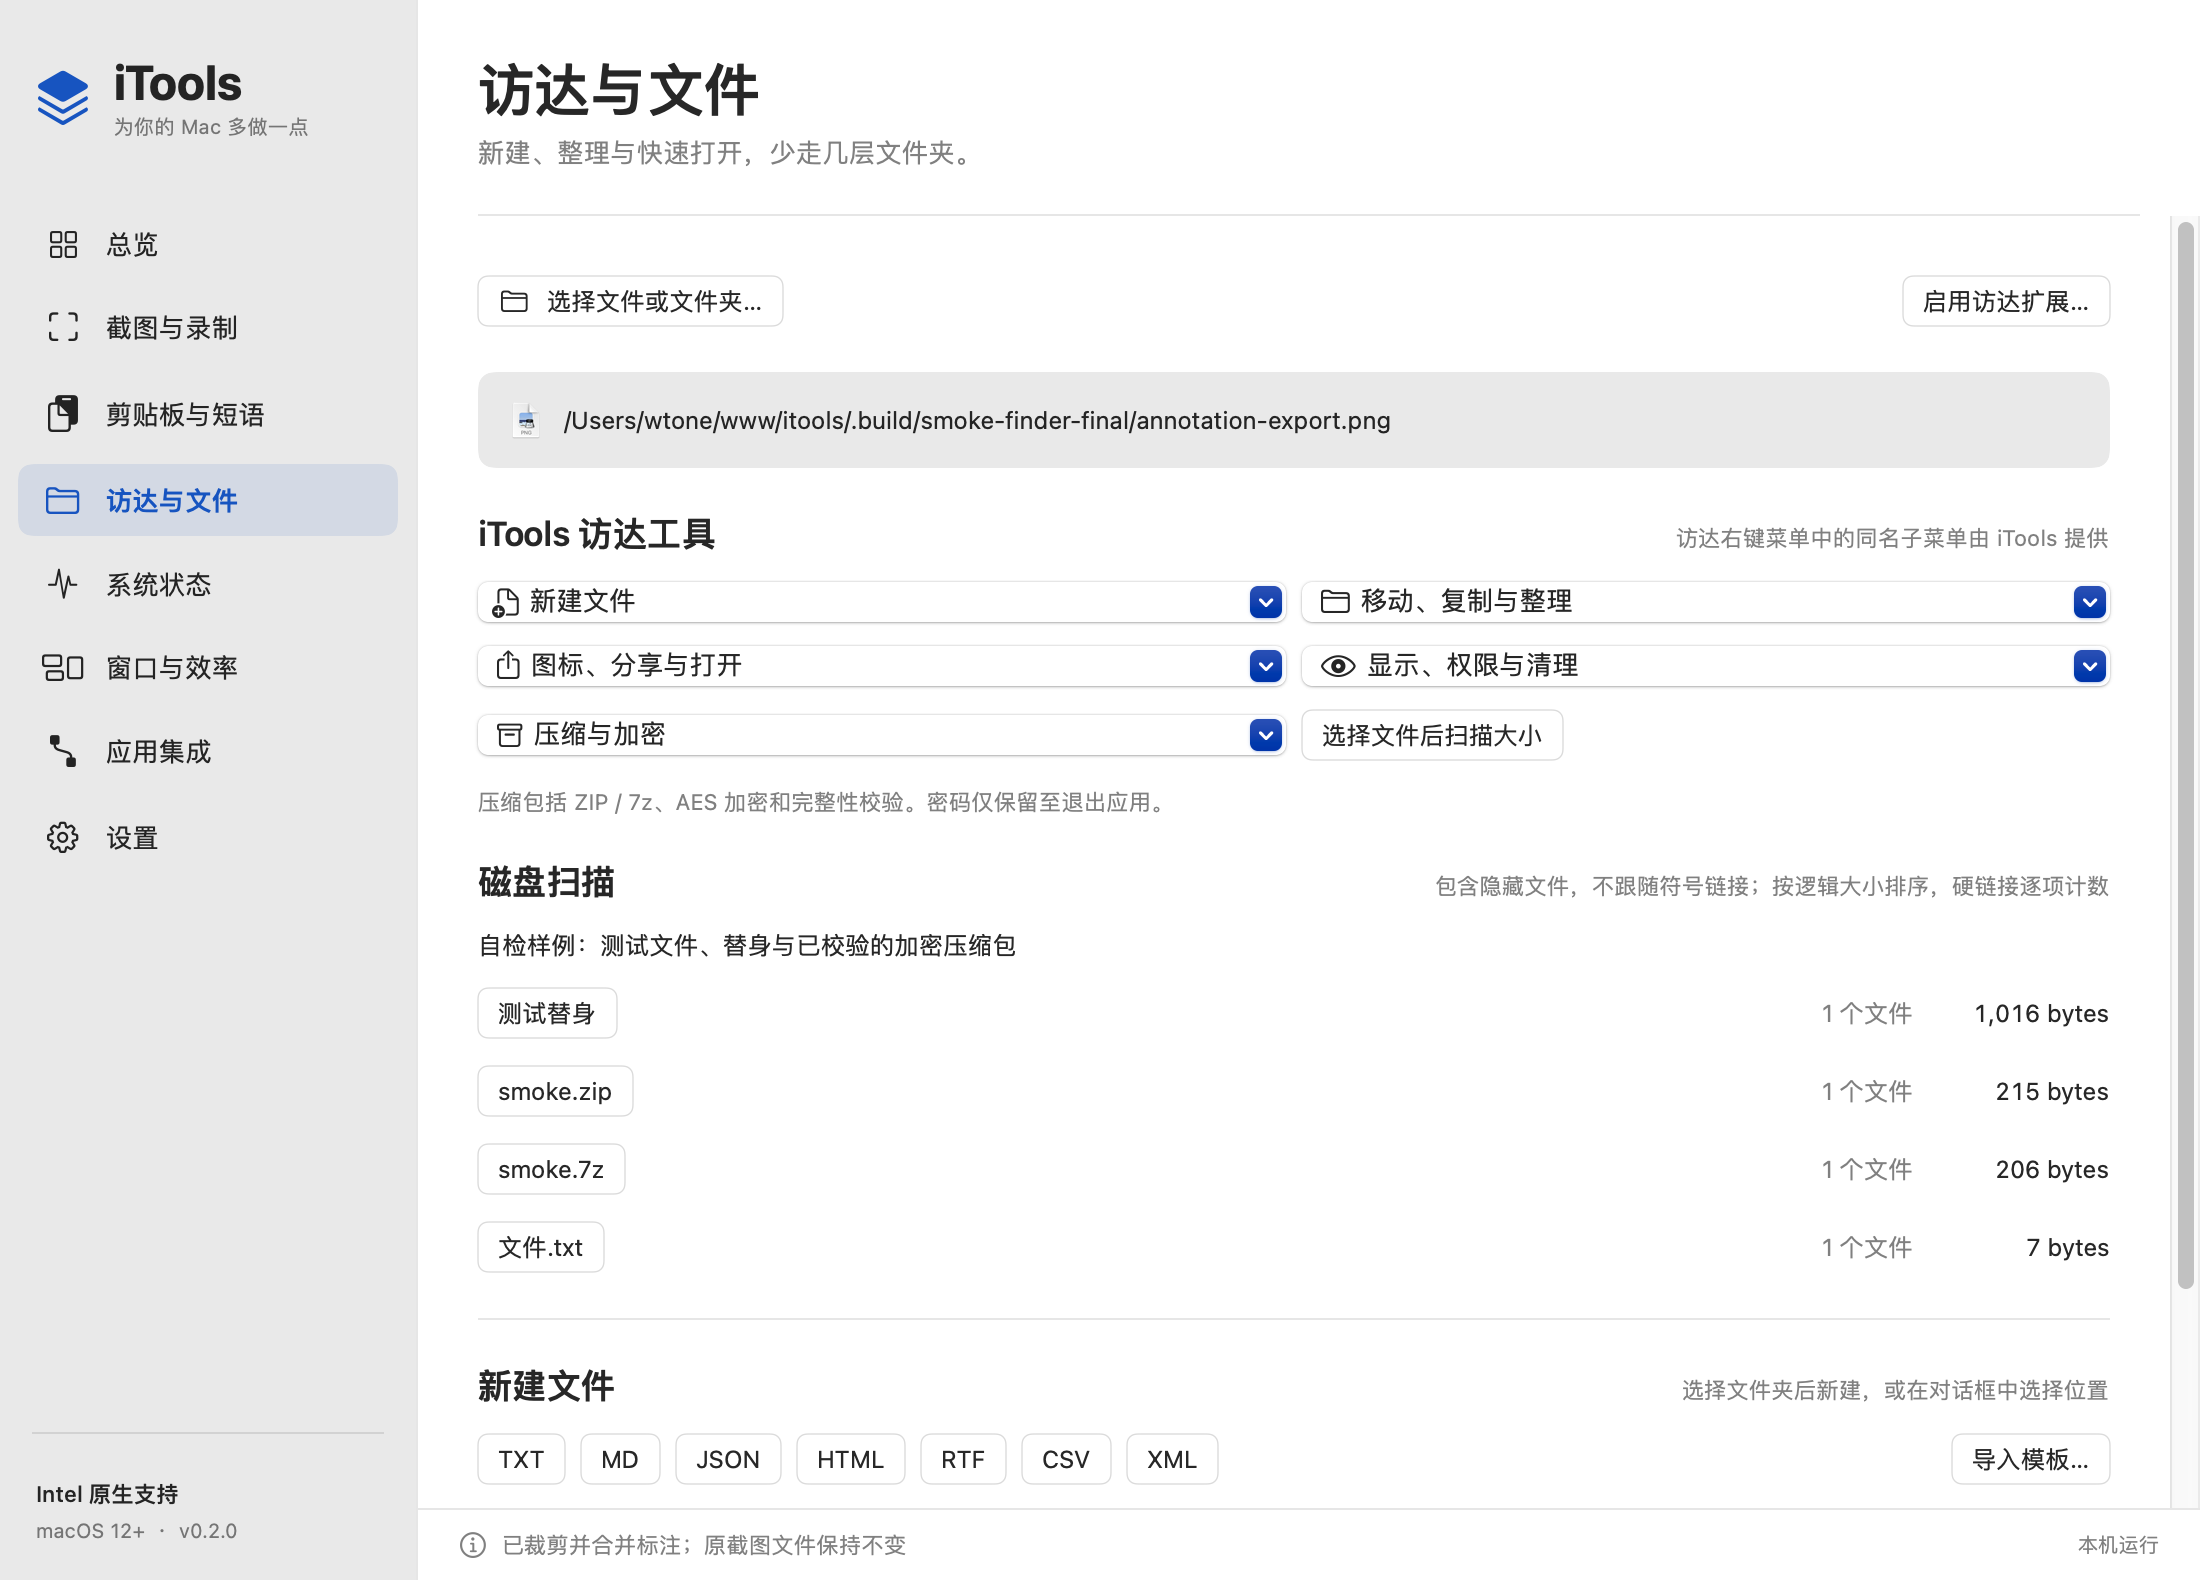 iTools
为你的 Mac 多做一点
总览
截图与录制
剪贴板与短语
访达与文件
系统状态
窗口与效率
应用集成
设置
Intel 原生支持
macOS 12+ · v0.2.0
访达与文件
新建、整理与快速打开，少走几层文件夹。
选择文件或文件夹...
启用访达扩展...
/Users/wtone/www/itools/.build/smoke-finder-final/annotation-export.png
iTools 访达工具
访达右键菜单中的同名子菜单由 iTools 提供
新建文件
移动、复制与整理
图标、分享与打开
显示、权限与清理
压缩与加密
选择文件后扫描大小
压缩包括 ZIP / 7z、AES 加密和完整性校验。密码仅保留至退出应用。
磁盘扫描
包含隐藏文件，不跟随符号链接；按逻辑大小排序，硬链接逐项计数
自检样例：测试文件、替身与已校验的加密压缩包
测试替身 1 个文件 1,016 bytes
smoke.zip 1 个文件 215 bytes
smoke.7z 1 个文件 206 bytes
文件.txt 1 个文件 7 bytes
新建文件
选择文件夹后新建，或在对话框中选择位置
TXT MD JSON HTML RTF CSV XML 导入模板...
已裁剪并合并标注；原截图文件保持不变
本机运行